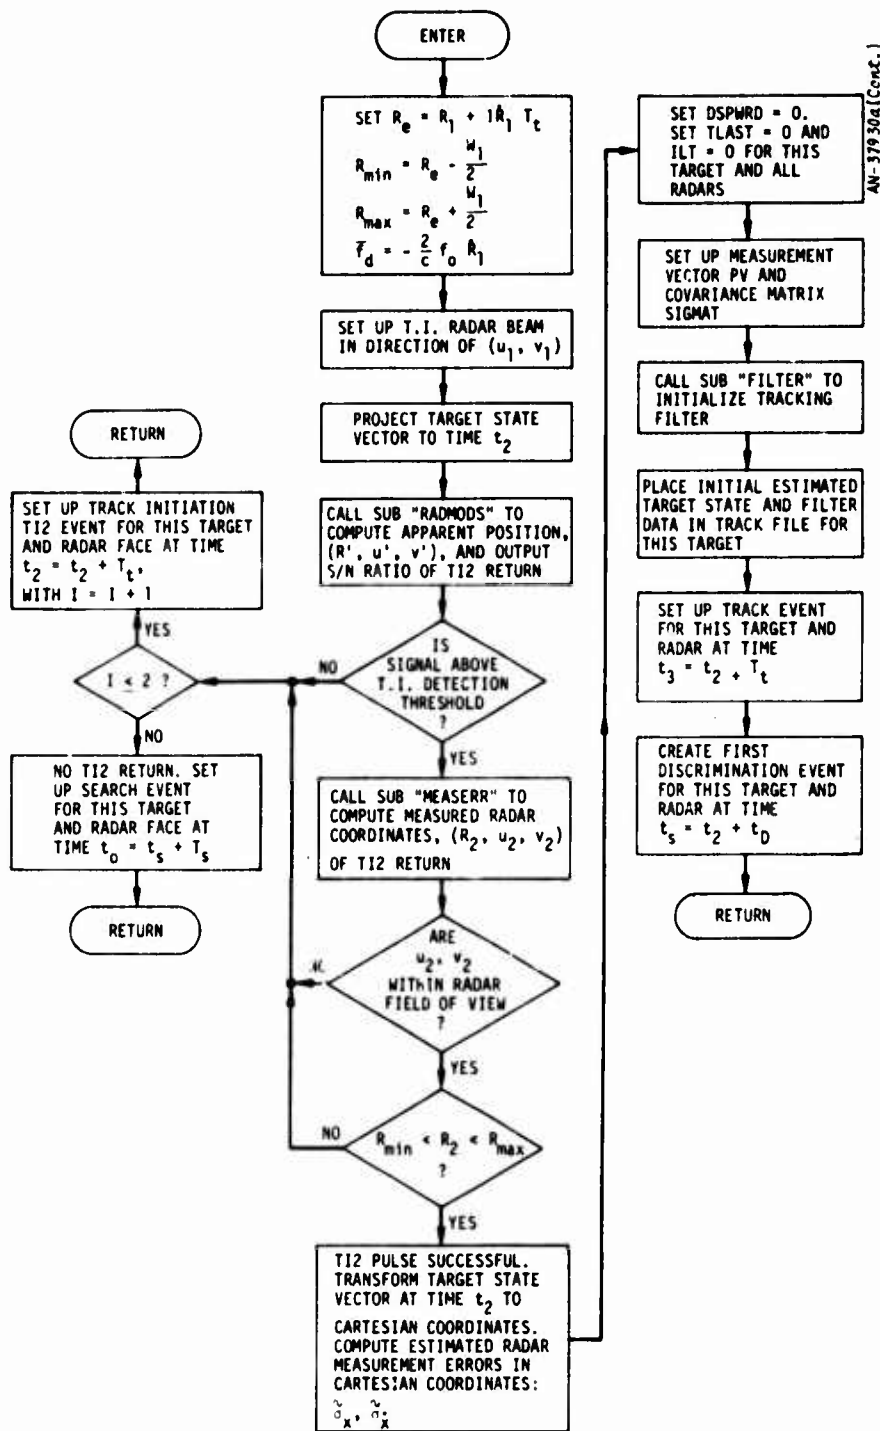 ENTER
SET R_e = R_1 + IṘ_1 T_t
R_min = R_e - W_1/2
R_max = R_e + W_1/2
f̄_d = - 2/c f_o Ṙ_1
SET UP T.I. RADAR BEAM
IN DIRECTION OF (u_1, v_1)
PROJECT TARGET STATE
VECTOR TO TIME t_2
CALL SUB "RADMODS" TO
COMPUTE APPARENT POSITION,
(R', u', v'), AND OUTPUT
S/N RATIO OF TI2 RETURN
IS
SIGNAL ABOVE
T.I. DETECTION
THRESHOLD
?
NO
YES
RETURN
SET UP TRACK INITIATION
TI2 EVENT FOR THIS TARGET
AND RADAR FACE AT TIME
t_2 = t_2 + T_t,
WITH I = I + 1
YES
I ≤ 2 ?
NO
NO TI2 RETURN. SET
UP SEARCH EVENT
FOR THIS TARGET
AND RADAR FACE AT
TIME t_o = t_s + T_s
RETURN
CALL SUB "MEASERR" TO
COMPUTE MEASURED RADAR
COORDINATES, (R_2, u_2, v_2)
OF TI2 RETURN
ARE
u_2, v_2
WITHIN RADAR
FIELD OF VIEW
?
YES
NO
R_min < R_2 < R_max
?
YES
TI2 PULSE SUCCESSFUL.
TRANSFORM TARGET STATE
VECTOR AT TIME t_2 TO
CARTESIAN COORDINATES.
COMPUTE ESTIMATED RADAR
MEASUREMENT ERRORS IN
CARTESIAN COORDINATES:
σ̃_x, σ̃_ẋ
SET DSPWRD = 0.
SET TLAST = 0 AND
ILT = 0 FOR THIS
TARGET AND ALL
RADARS
SET UP MEASUREMENT
VECTOR PV AND
COVARIANCE MATRIX
SIGMAT
CALL SUB "FILTER" TO
INITIALIZE TRACKING
FILTER
PLACE INITIAL ESTIMATED
TARGET STATE AND FILTER
DATA IN TRACK FILE FOR
THIS TARGET
SET UP TRACK EVENT
FOR THIS TARGET AND
RADAR AT TIME
t_3 = t_2 + T_t
CREATE FIRST
DISCRIMINATION EVENT
FOR THIS TARGET AND
RADAR AT TIME
t_s = t_2 + t_D
RETURN
AN-37930a(Cont.)